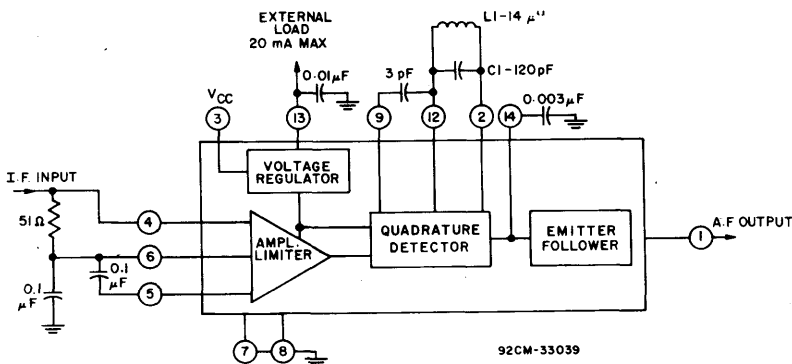 EXTERNAL
LOAD
20 mA MAX
L1-14 μΩ
0.01μF
3 pF
C1-120pF
VCC
0.003μF
3
13
9
12
2
14
VOLTAGE
REGULATOR
I.F. INPUT
51Ω
4
6
5
0.1
μF
0.1
μF
AMPL.
LIMITER
QUADRATURE
DETECTOR
EMITTER
FOLLOWER
1
A.F OUTPUT
7
8
92CM-33039